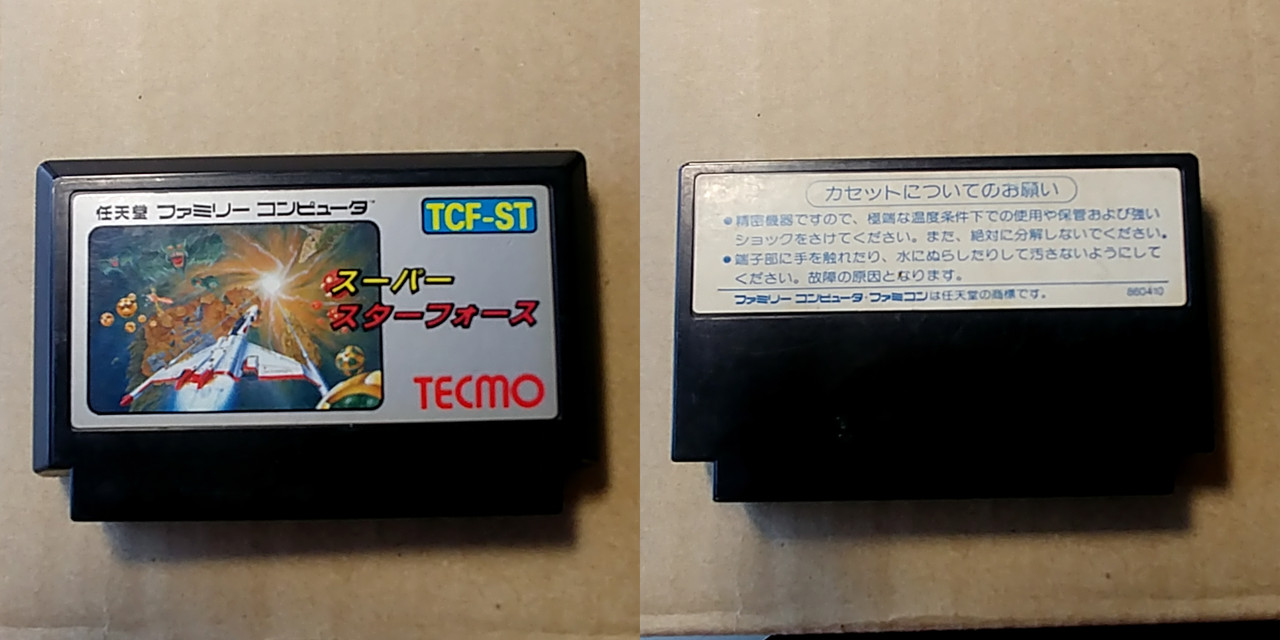 任天堂 ファミリー コンピュータ™
TCF-ST
スーパー
スターフォース
TECMO
カセットについてのお願い
●精密機器ですので、極端な温度条件下での使用や保管および強い
ショックをさけてください。また、絶対に分解しないでください。
●端子部に手を触れたり、水にぬらしたりして汚さないようにして
ください。故障の原因となります。
ファミリー コンピュータ・ファミコンは任天堂の商標です。
860410